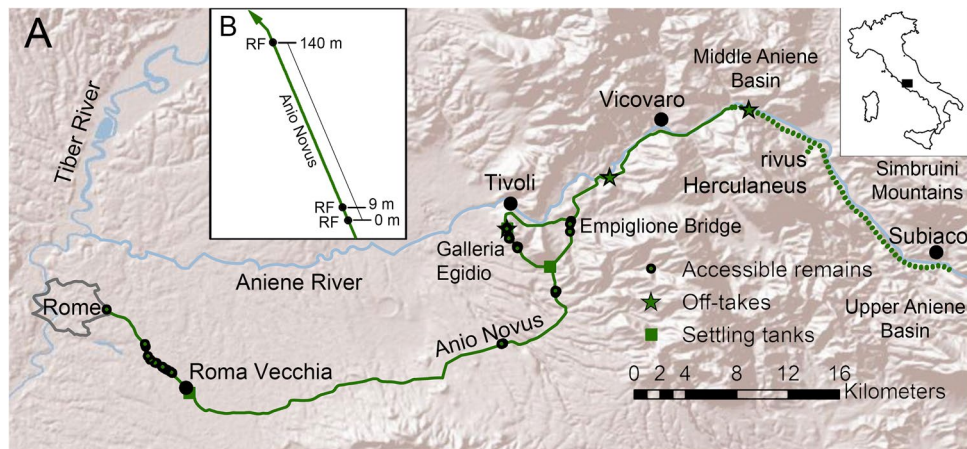 A
B
RF
140 m
Anio Novus
RF
9 m
RF
0 m
Tiber River
Middle Aniene
Basin
Vicovaro
rivus
Herculaneus
Simbruini
Mountains
Tivoli
Subiaco
Empiglione Bridge
Galleria
Egidio
Aniene River
Accessible remains
Upper Aniene
Basin
Off-takes
Rome
Settling tanks
Anio Novus
Roma Vecchia
0 2 4 8 12 16
Kilometers